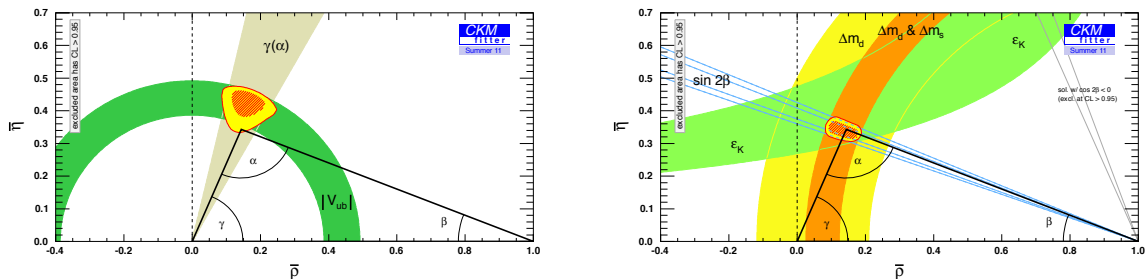 excluded area has CL > 0.95
γ(α)
CKM
fitter
Summer 11
|V_ub|
α
β
γ
η̄
0.0
0.1
0.2
0.3
0.4
0.5
0.6
0.7
-0.4 -0.2 0.0 0.2 0.4 0.6 0.8 1.0
ρ̄
excluded area has CL > 0.95
Δm_d
Δm_d & Δm_s
ε_K
CKM
fitter
Summer 11
sin 2β
sol. w/ cos 2β < 0
(excl. at CL > 0.95)
ε_K
α
β
γ
η̄
0.0
0.1
0.2
0.3
0.4
0.5
0.6
0.7
-0.4 -0.2 0.0 0.2 0.4 0.6 0.8 1.0
ρ̄